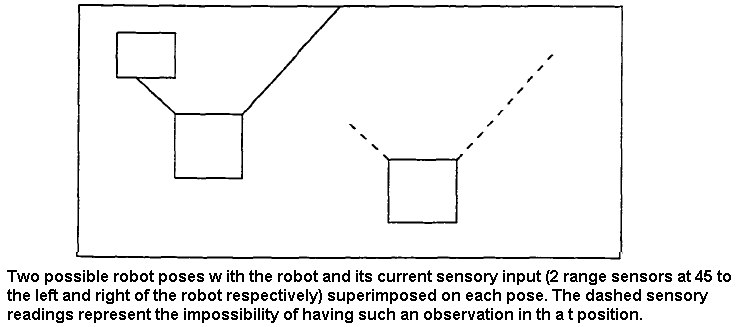 Two possible robot poses w ith the robot and its current sensory input (2 range sensors at 45 to
the left and right of the robot respectively) superimposed on each pose. The dashed sensory
readings represent the impossibility of having such an observation in th a t position.